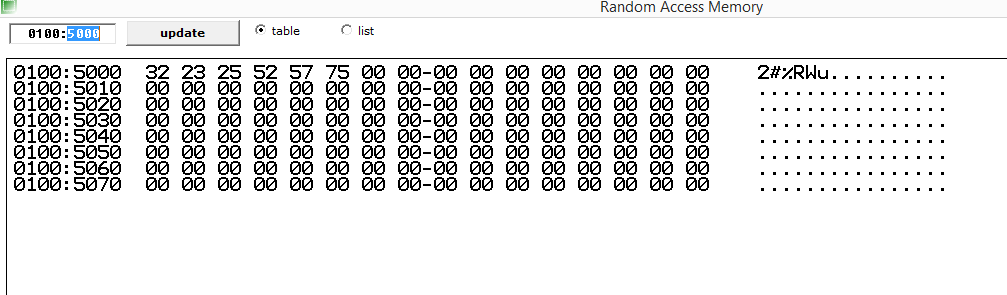 Random Access Memory
0100:5000 update table list
0100:5000 32 23 25 52 57 75 00 00-00 00 00 00 00 00 00 00 2#%RWu..........
0100:5010 00 00 00 00 00 00 00 00-00 00 00 00 00 00 00 00 ................
0100:5020 00 00 00 00 00 00 00 00-00 00 00 00 00 00 00 00 ................
0100:5030 00 00 00 00 00 00 00 00-00 00 00 00 00 00 00 00 ................
0100:5040 00 00 00 00 00 00 00 00-00 00 00 00 00 00 00 00 ................
0100:5050 00 00 00 00 00 00 00 00-00 00 00 00 00 00 00 00 ................
0100:5060 00 00 00 00 00 00 00 00-00 00 00 00 00 00 00 00 ................
0100:5070 00 00 00 00 00 00 00 00-00 00 00 00 00 00 00 00 ................